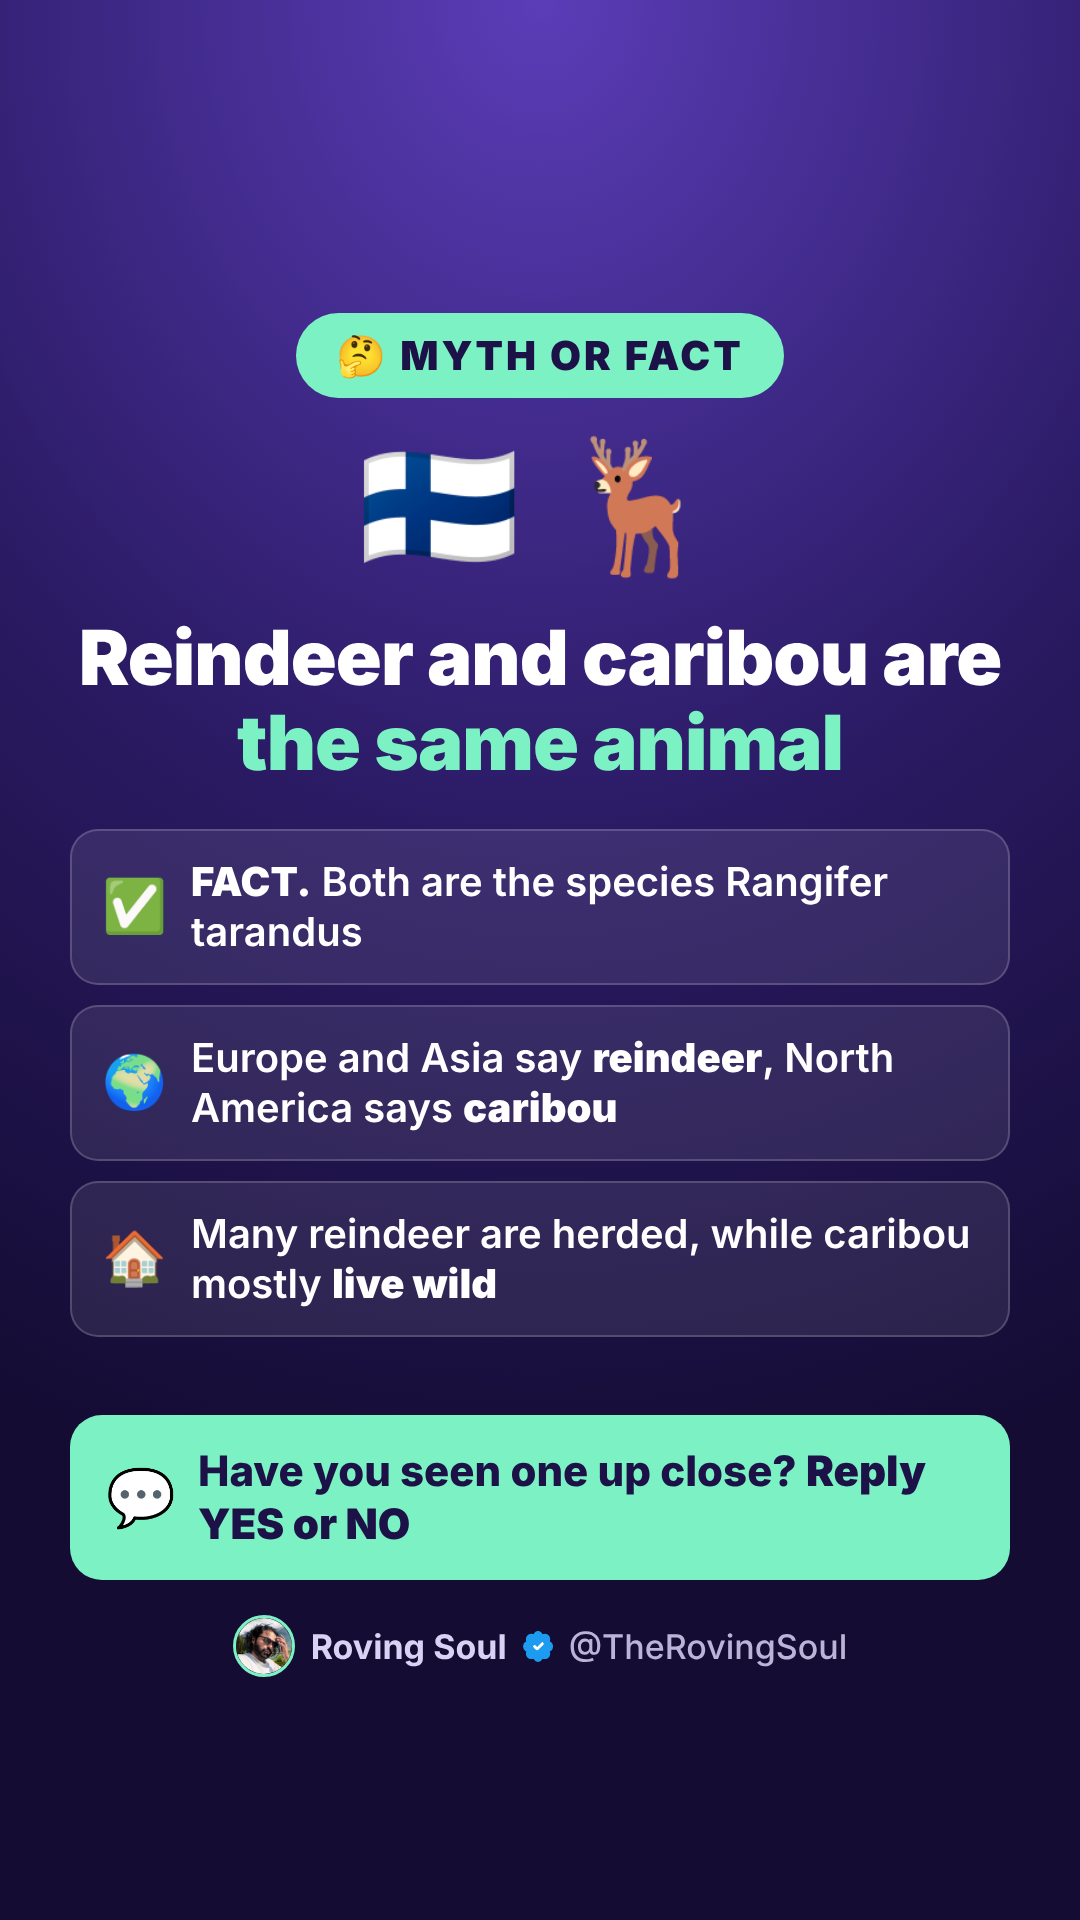 🤔 MYTH OR FACT
Reindeer and caribou are
the same animal
FACT. Both are the species Rangifer
tarandus
Europe and Asia say reindeer, North
America says caribou
Many reindeer are herded, while caribou
mostly live wild
Have you seen one up close? Reply
YES or NO
Roving Soul @TheRovingSoul